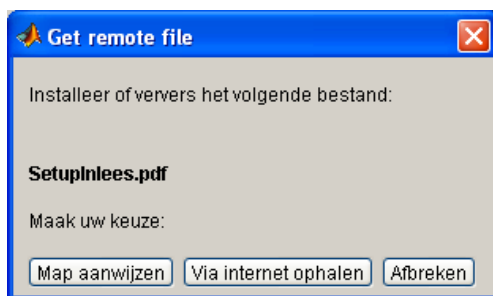 Get remote file
Installeer of ververs het volgende bestand:
SetupInlees.pdf
Maak uw keuze:
Map aanwijzen Via internet ophalen Afbreken